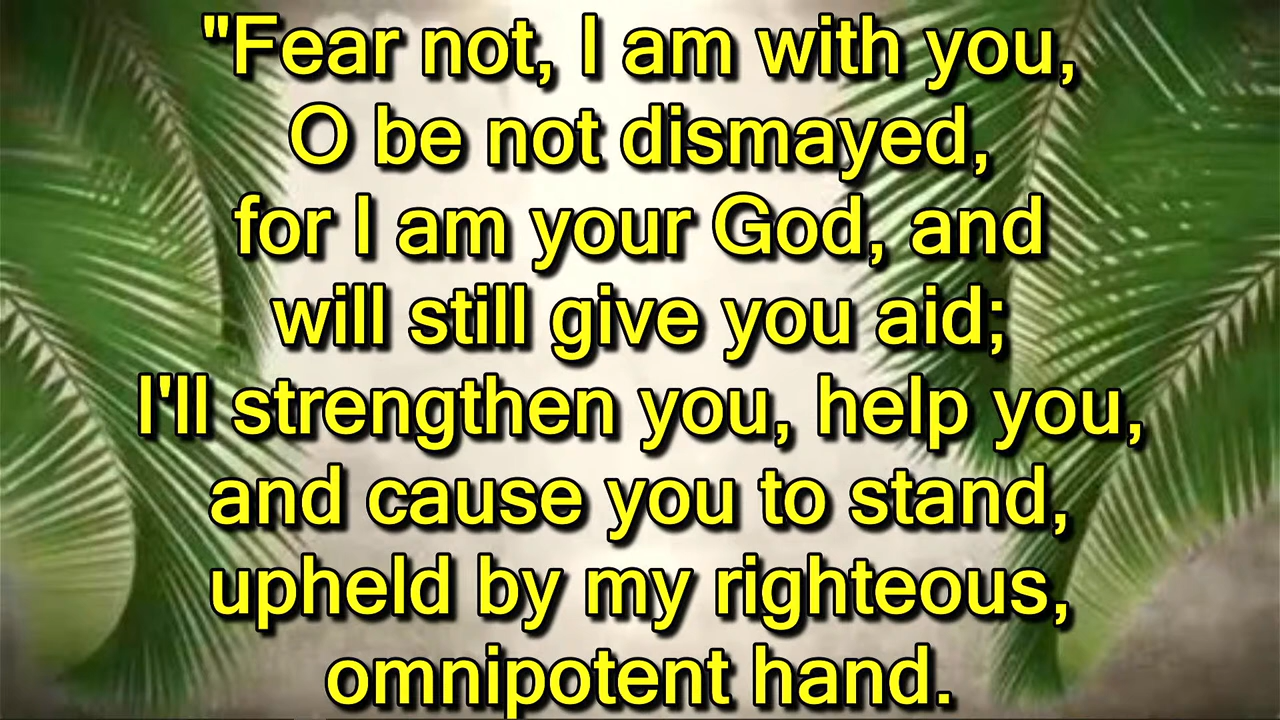 "Fear not, I am with you,
O be not dismayed,
for I am your God, and
will still give you aid;
I'll strengthen you, help you,
and cause you to stand,
upheld by my righteous,
omnipotent hand.